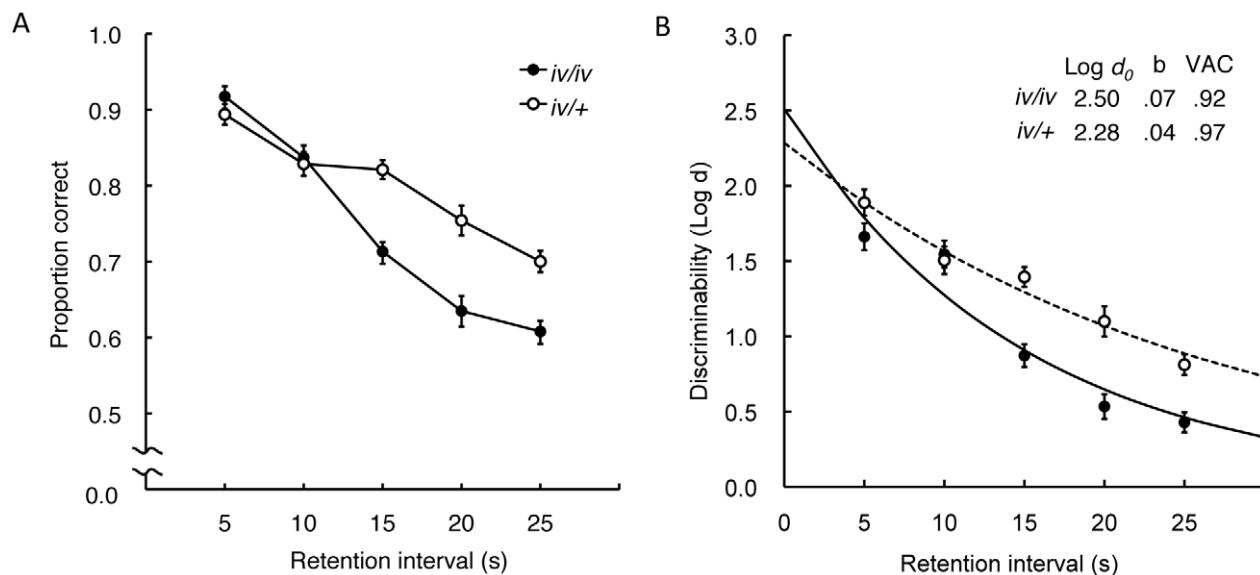 A
Proportion correct
1.0
0.9
0.8
0.7
0.6
0.5
0.0
iv/iv
iv/+
5 10 15 20 25
Retention interval (s)
B
Discriminability (Log d)
3.0
2.5
2.0
1.5
1.0
0.5
0.0
Log d0 b VAC
iv/iv 2.50 .07 .92
iv/+ 2.28 .04 .97
0 5 10 15 20 25
Retention interval (s)